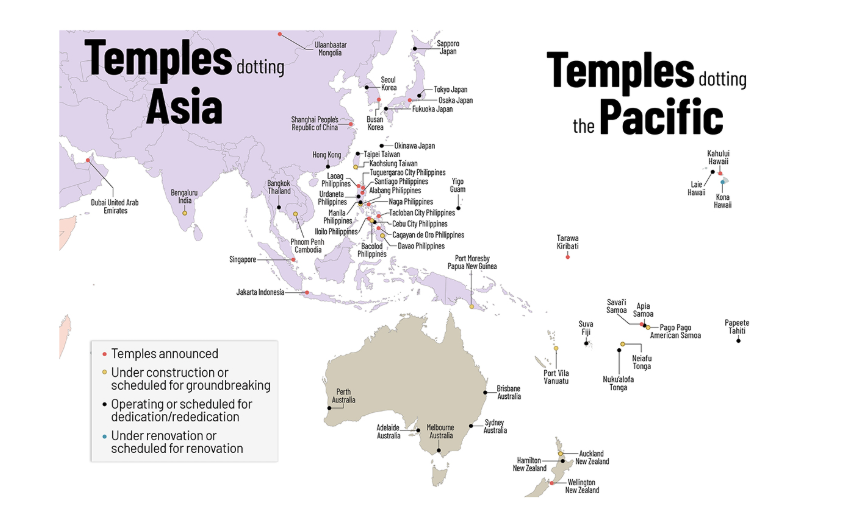 Temples dotting
Asia
Temples dotting
the Pacific
Ulaanbaatar
Mongolia
Sapporo
Japan
Seoul
Korea
Tokyo Japan
Osaka Japan
Fukuoka Japan
Busan
Korea
Shanghai People's
Republic of China
Okinawa Japan
Hong Kong
Taipei Taiwan
Kaohsiung Taiwan
Tuguegarao City Philippines
Laoag
Philippines
Santiago Philippines
Alabang Philippines
Urdaneta
Philippines
Naga Philippines
Manila
Philippines
Tacloban City Philippines
Cebu City Philippines
Iloilo Philippines
Cagayan de Oro Philippines
Davao Philippines
Bacolod
Philippines
Yigo
Guam
Dubai United Arab
Emirates
Bengaluru
India
Bangkok
Thailand
Phnom Penh
Cambodia
Singapore
Jakarta Indonesia
Port Moresby
Papua New Guinea
Kahului
Hawaii
Laie
Hawaii
Kona
Hawaii
Tarawa
Kiribati
Savai'i
Samoa
Apia
Samoa
Pago Pago
American Samoa
Papeete
Tahiti
Suva
Fiji
Neiafu
Tonga
Nuku'alofa
Tonga
Port Vila
Vanuatu
Perth
Australia
Adelaide
Australia
Melbourne
Australia
Brisbane
Australia
Sydney
Australia
Auckland
New Zealand
Hamilton
New Zealand
Wellington
New Zealand
Temples announced
Under construction or
scheduled for groundbreaking
Operating or scheduled for
dedication/rededication
Under renovation or
scheduled for renovation